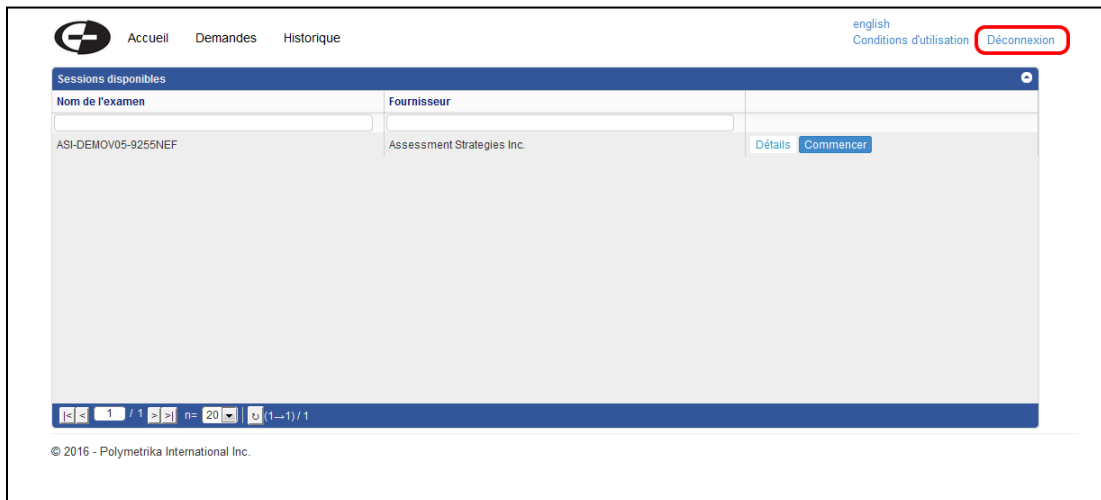 english
Accueil Demandes Historique
Conditions d'utilisation Déconnexion
Sessions disponibles
Nom de l'examen Fournisseur
ASI-DEMOV05-9255NEF Assessment Strategies Inc. Détails Commencer
|< < 1 / 1 > >| n= 20 ↻ (1→1) / 1
© 2016 - Polymetrika International Inc.